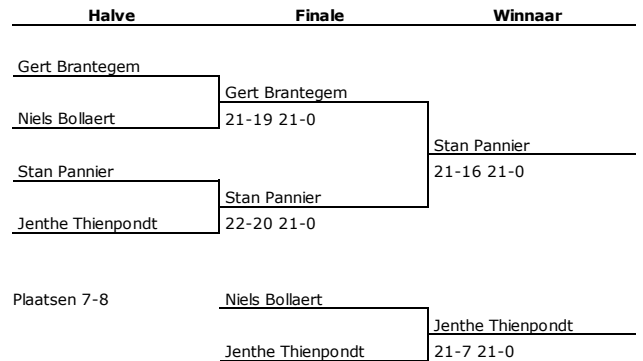 Halve Finale Winnaar
Gert Brantegem
Gert Brantegem
Niels Bollaert 21-19 21-0
Stan Pannier
Stan Pannier 21-16 21-0
Stan Pannier
Jenthe Thienpondt 22-20 21-0
Plaatsen 7-8 Niels Bollaert
Jenthe Thienpondt
Jenthe Thienpondt 21-7 21-0